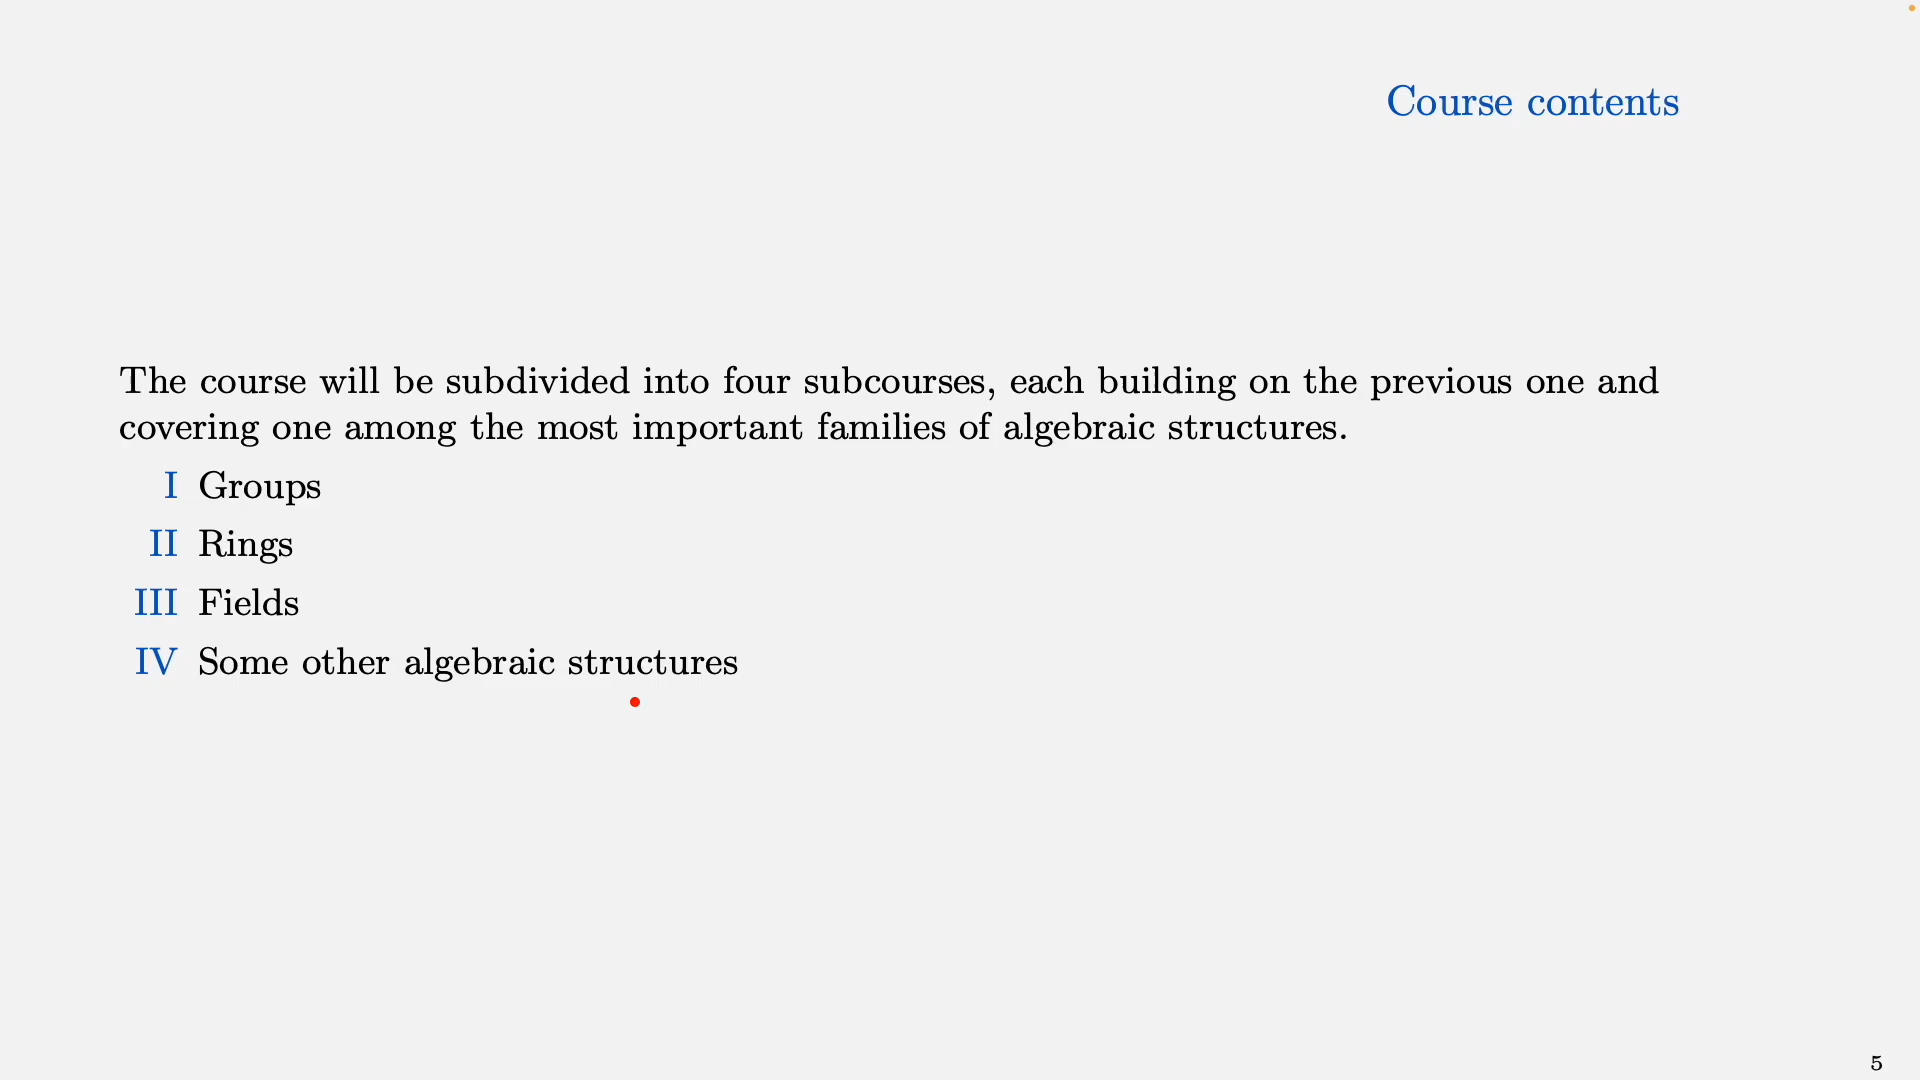 Course contents
The course will be subdivided into four subcourses, each building on the previous one and
covering one among the most important families of algebraic structures.
I Groups
II Rings
III Fields
IV Some other algebraic structures
5